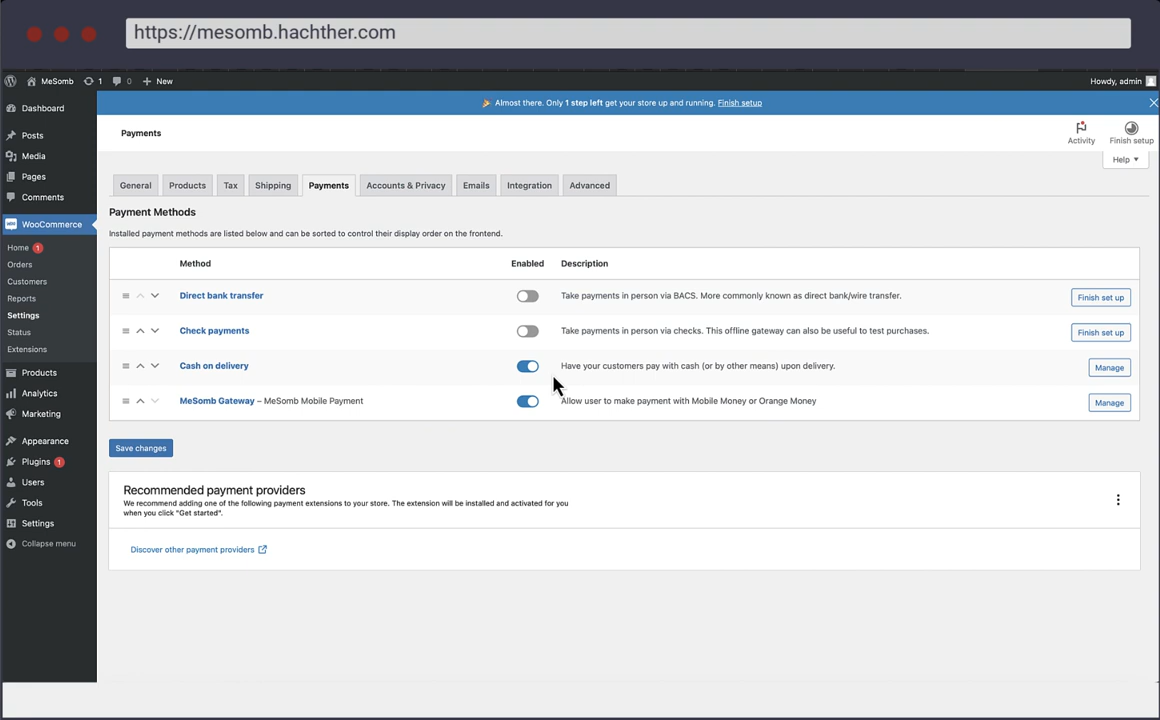 https://mesomb.hachther.com
MeSomb 1 0 New Howdy, admin
Dashboard
Posts
Media
Pages
Comments
WooCommerce
Home 1
Orders
Customers
Reports
Settings
Status
Extensions
Products
Analytics
Marketing
Appearance
Plugins 1
Users
Tools
Settings
Collapse menu
Almost there. Only 1 step left get your store up and running. Finish setup
Payments
Activity Finish setup
Help
General Products Tax Shipping Payments Accounts & Privacy Emails Integration Advanced
Payment Methods
Installed payment methods are listed below and can be sorted to control their display order on the frontend.
Method Enabled Description
Direct bank transfer Take payments in person via BACS. More commonly known as direct bank/wire transfer. Finish set up
Check payments Take payments in person via checks. This offline gateway can also be useful to test purchases. Finish set up
Cash on delivery Have your customers pay with cash (or by other means) upon delivery. Manage
MeSomb Gateway – MeSomb Mobile Payment Allow user to make payment with Mobile Money or Orange Money Manage
Save changes
Recommended payment providers
We recommend adding one of the following payment extensions to your store. The extension will be installed and activated for you
when you click "Get started".
Discover other payment providers